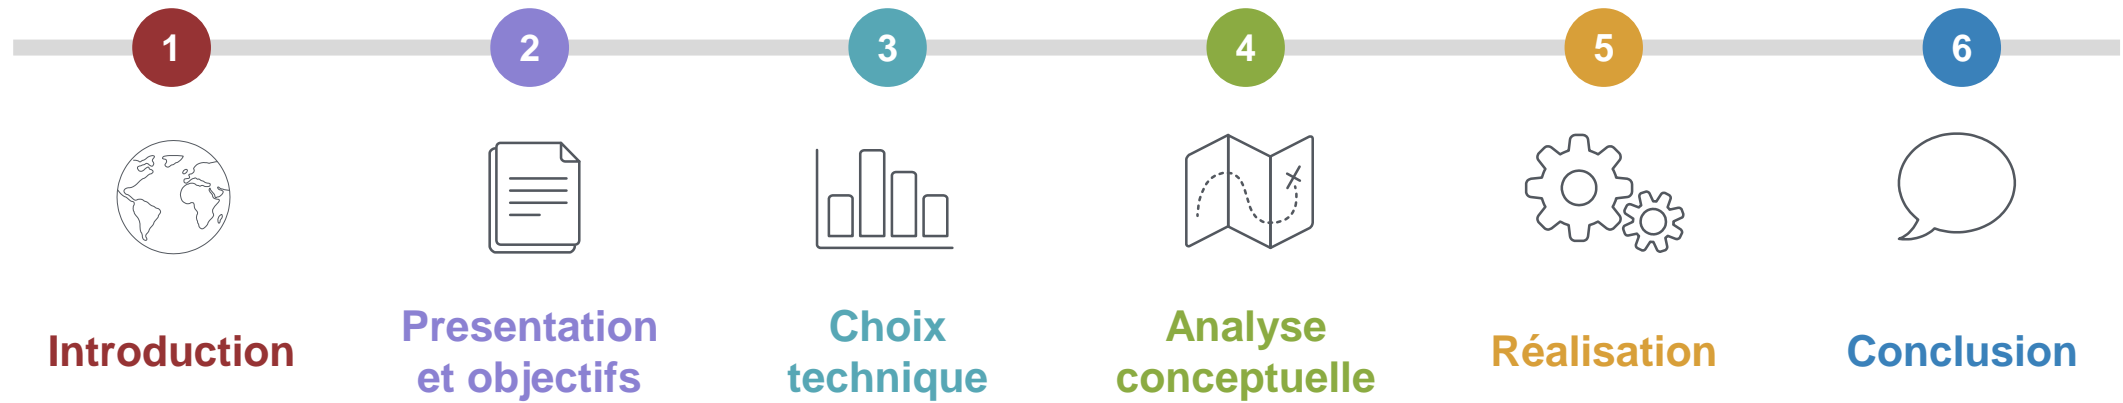 1
2
3
4
5
6
Introduction
Presentation
et objectifs
Choix
technique
Analyse
conceptuelle
Réalisation
Conclusion